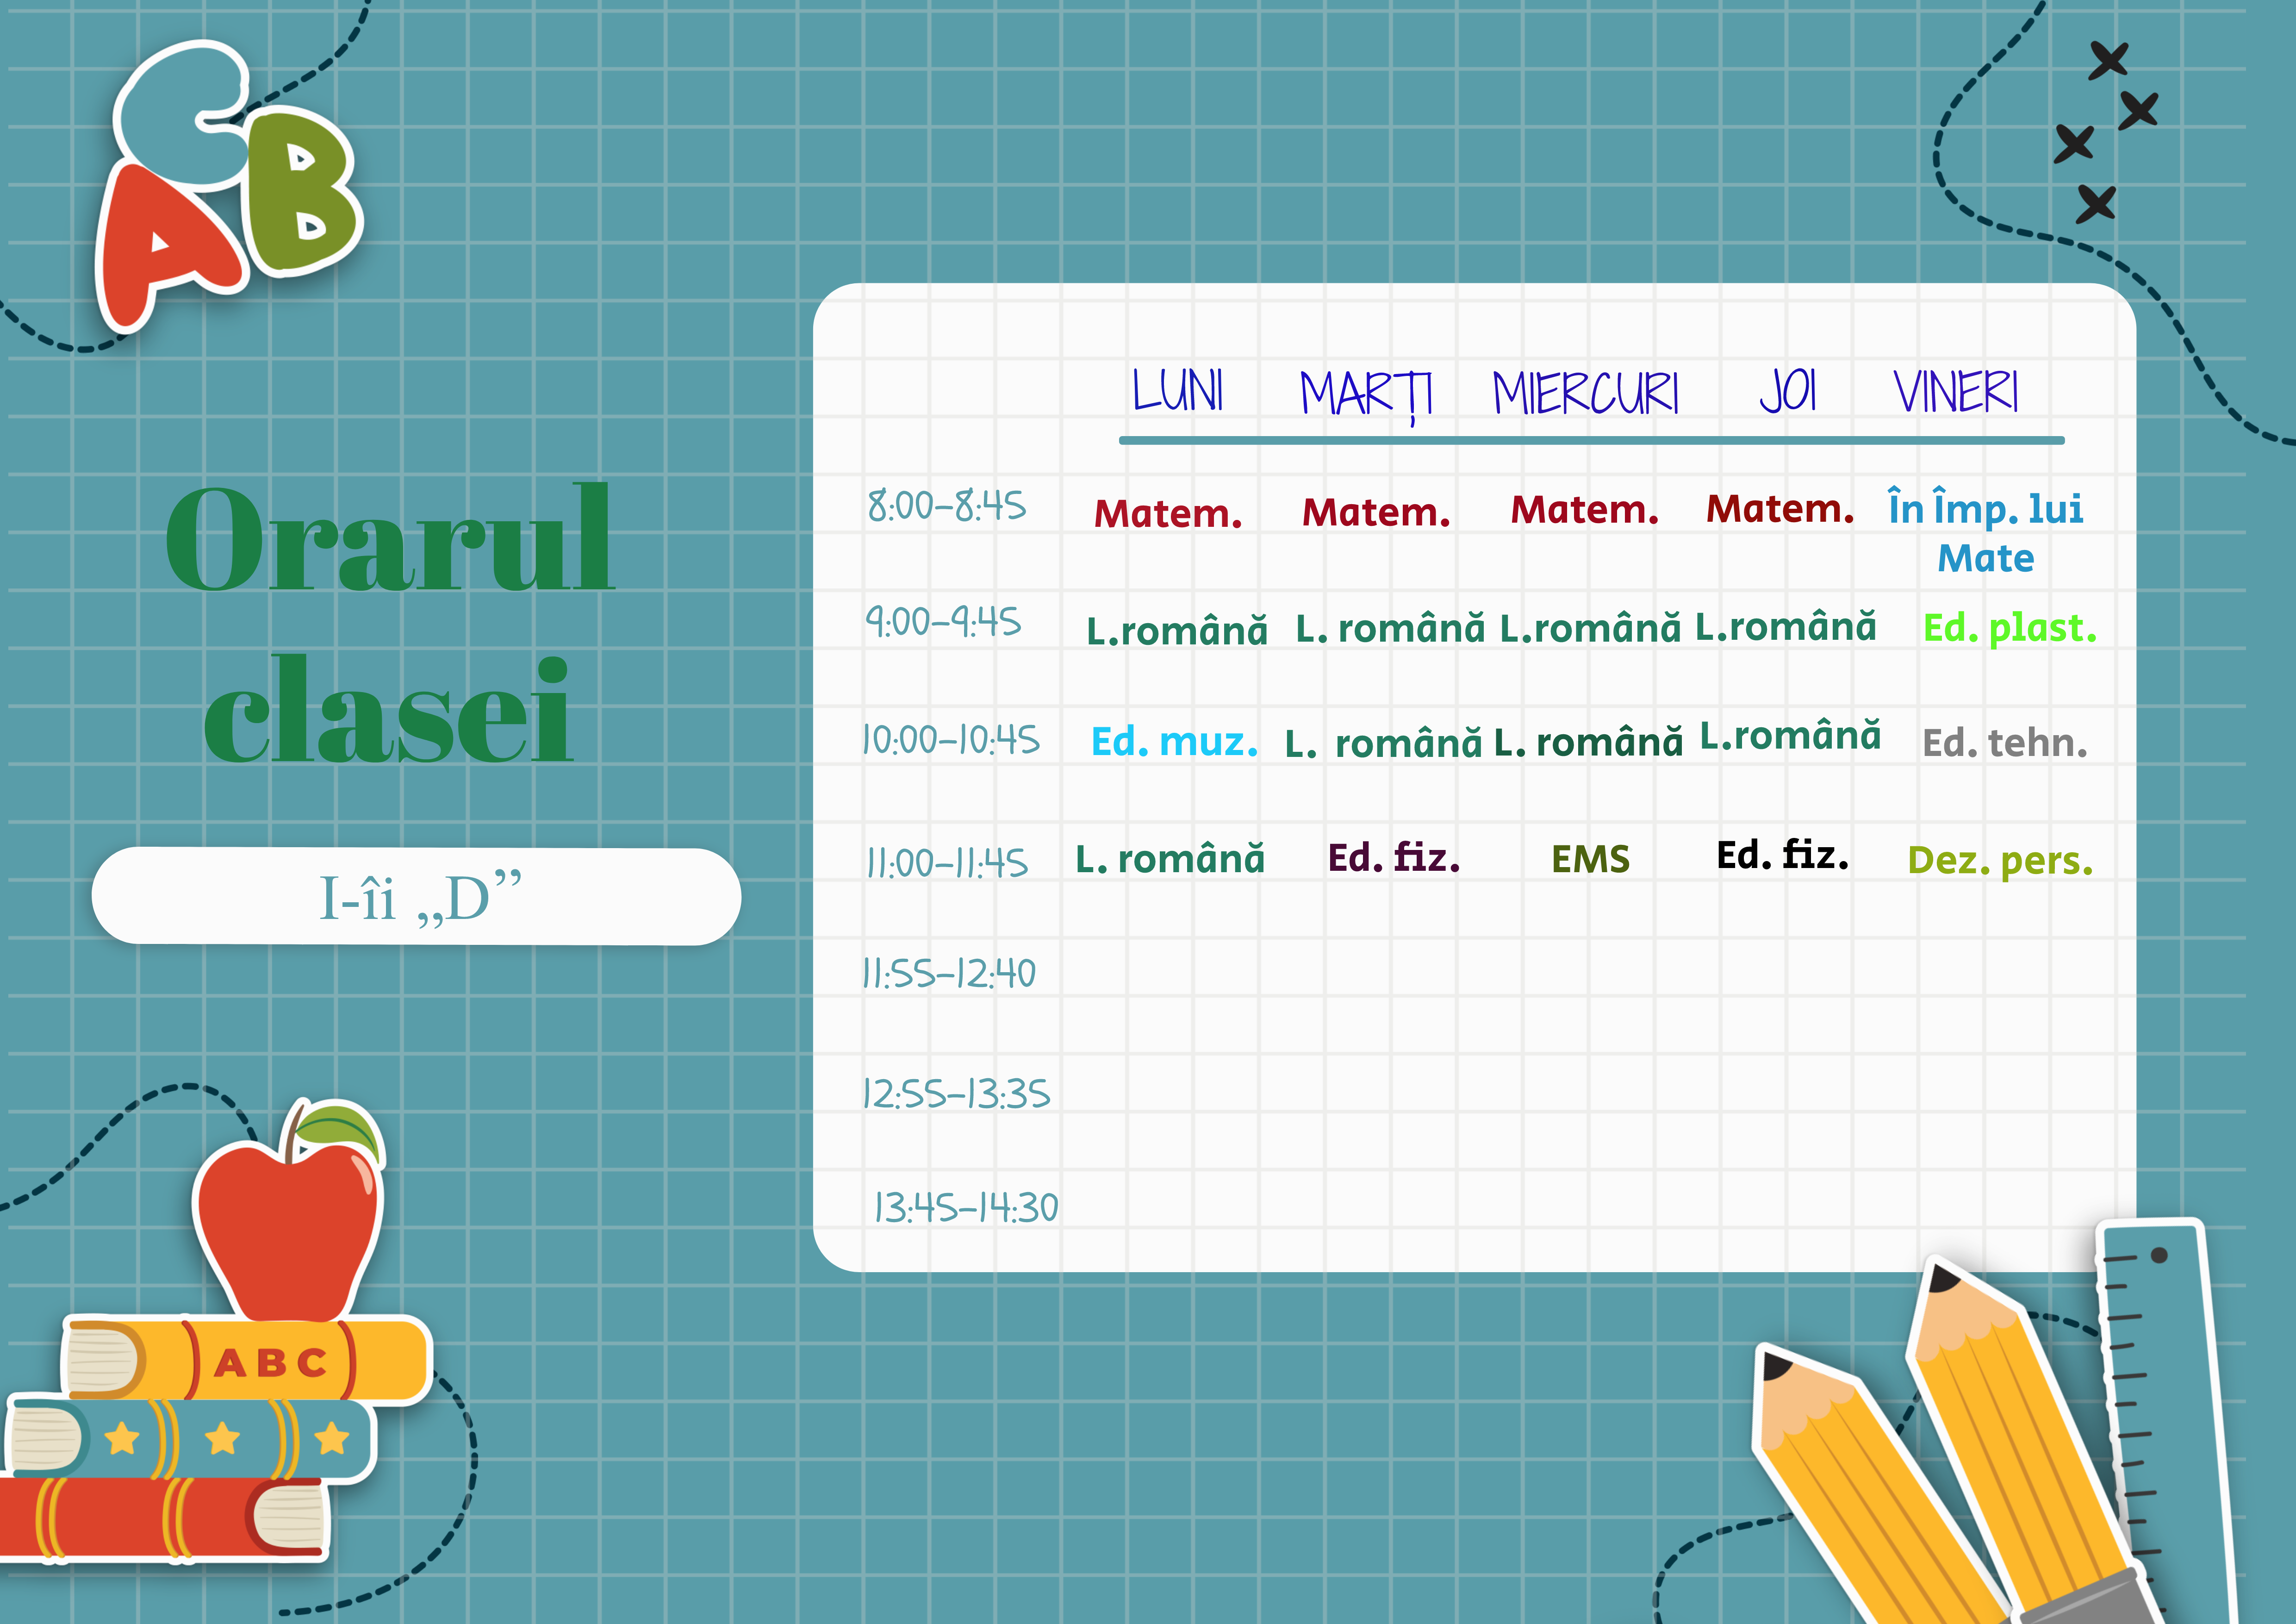 C
A B
Orarul
clasei
I-îi „D”
LUNI MARȚI MIERCURI JOI VINERI
8:00-8:45 Matem. Matem. Matem. Matem. În Împ. lui
Mate
9:00-9:45 L.română L. română L.română L.română Ed. plast.
10:00-10:45 Ed. muz. L. română L. română L.română Ed. tehn.
11:00-11:45 L. română Ed. fiz. EMS Ed. fiz. Dez. pers.
11:55-12:40
12:55-13:35
13:45-14:30
A B C